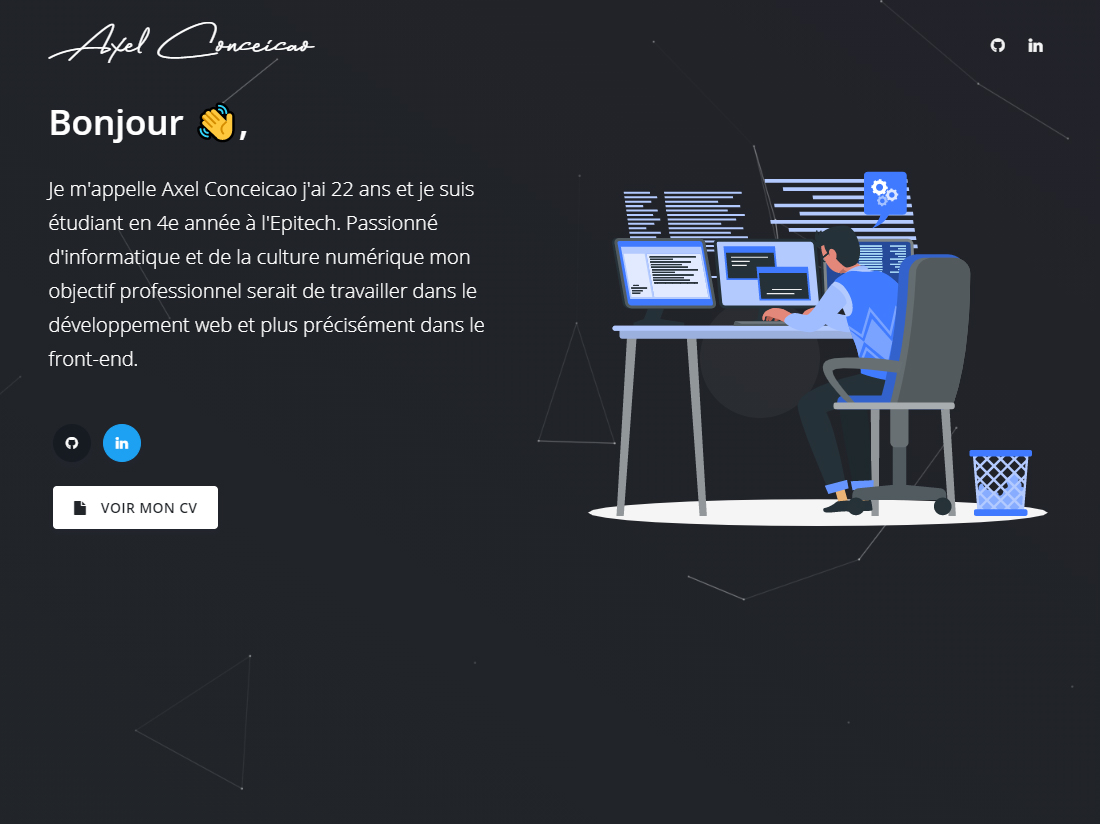 Axel Conceicao
Bonjour 👋,
Je m'appelle Axel Conceicao j'ai 22 ans et je suis
étudiant en 4e année à l'Epitech. Passionné
d'informatique et de la culture numérique mon
objectif professionnel serait de travailler dans le
développement web et plus précisément dans le
front-end.
in
VOIR MON CV